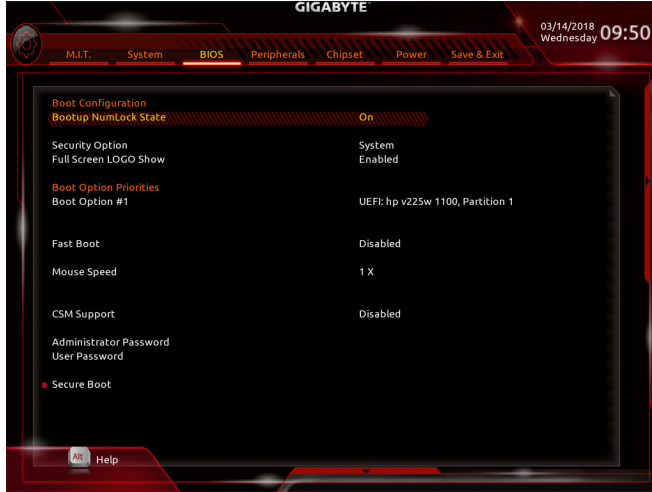 GIGABYTE™
03/14/2018 Wednesday 09:50
M.I.T. System BIOS Peripherals Chipset Power Save & Exit
Boot Configuration
Bootup NumLock State On
Security Option System
Full Screen LOGO Show Enabled
Boot Option Priorities
Boot Option #1 UEFI: hp v225w 1100, Partition 1
Fast Boot Disabled
Mouse Speed 1 X
CSM Support Disabled
Administrator Password
User Password
Secure Boot
Alt Help